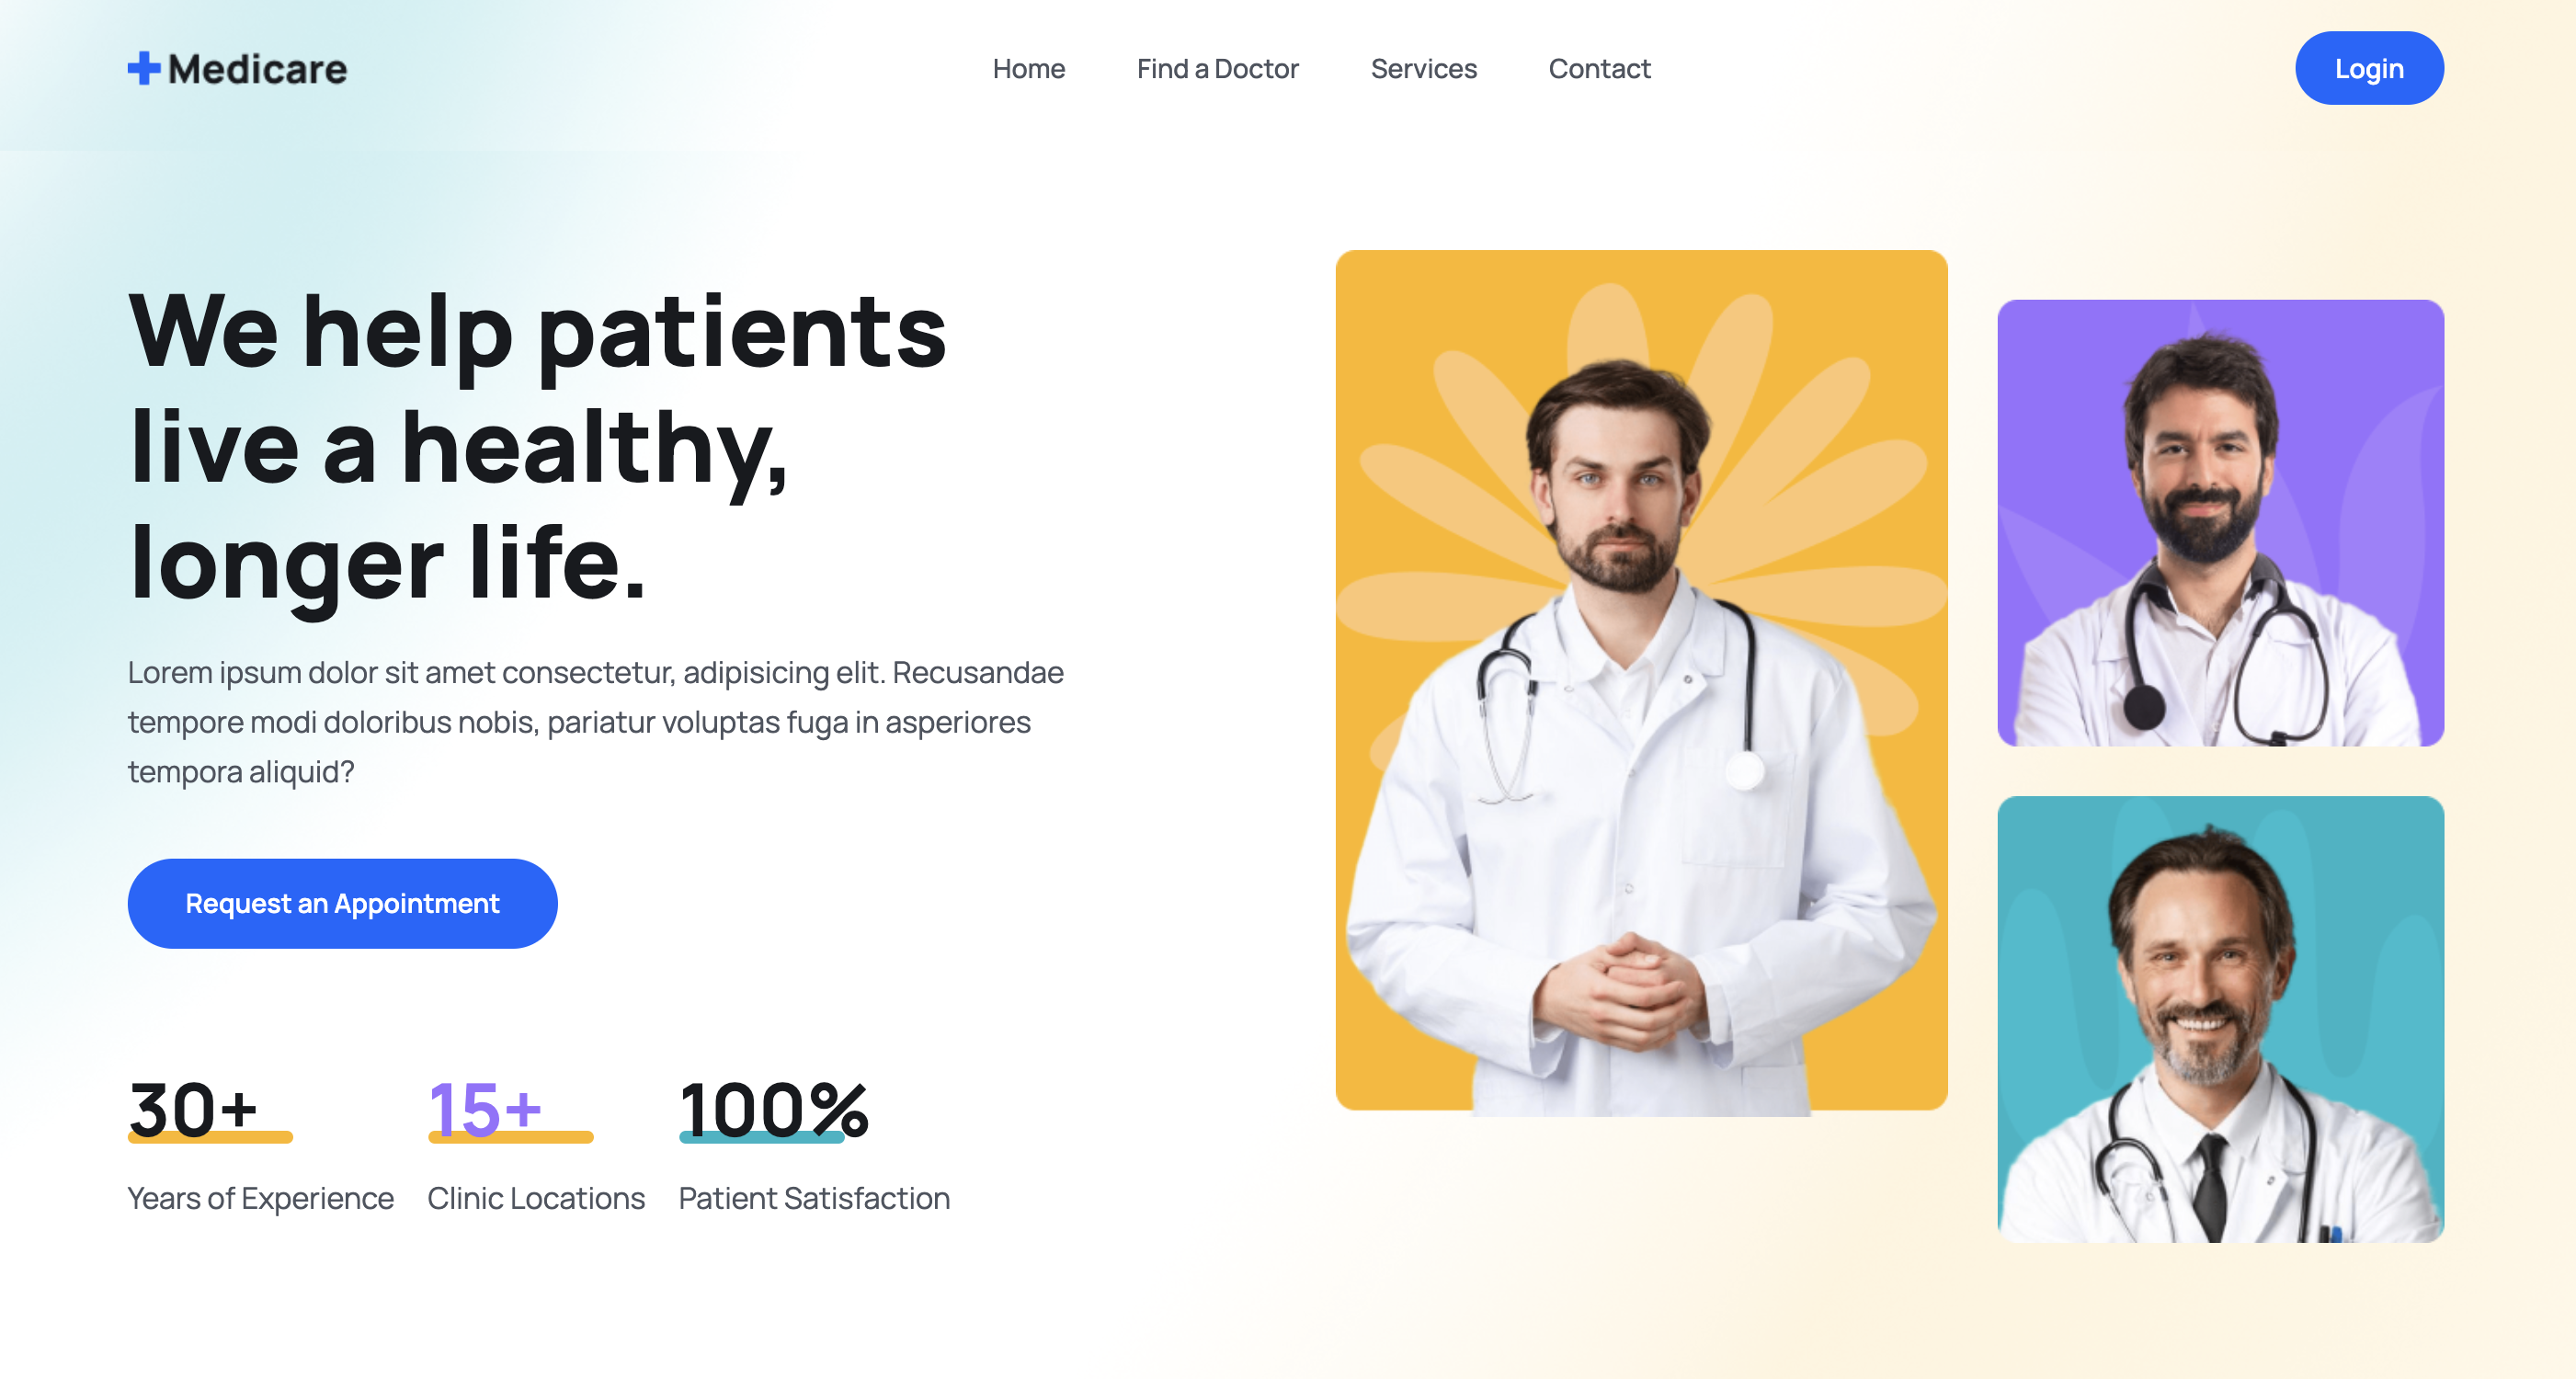 Medicare
Home
Find a Doctor
Services
Contact
Login
We help patients
live a healthy,
longer life.
Lorem ipsum dolor sit amet consectetur, adipisicing elit. Recusandae
tempore modi doloribus nobis, pariatur voluptas fuga in asperiores
tempora aliquid?
Request an Appointment
30+
15+
100%
Years of Experience
Clinic Locations
Patient Satisfaction